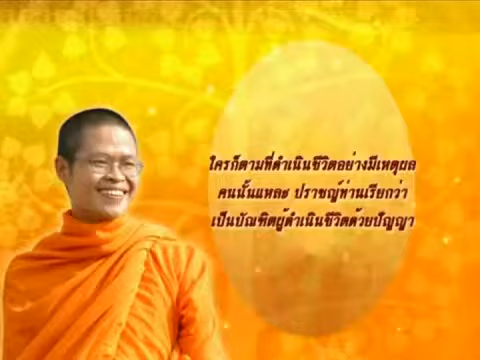 ใครก็ตามที่ดำเนินชีวิตอย่างมีเหตุผล
คนนั้นแหละ ปราชญ์ท่านเรียกว่า
เป็นบัณฑิตผู้ดำเนินชีวิตด้วยปัญญา